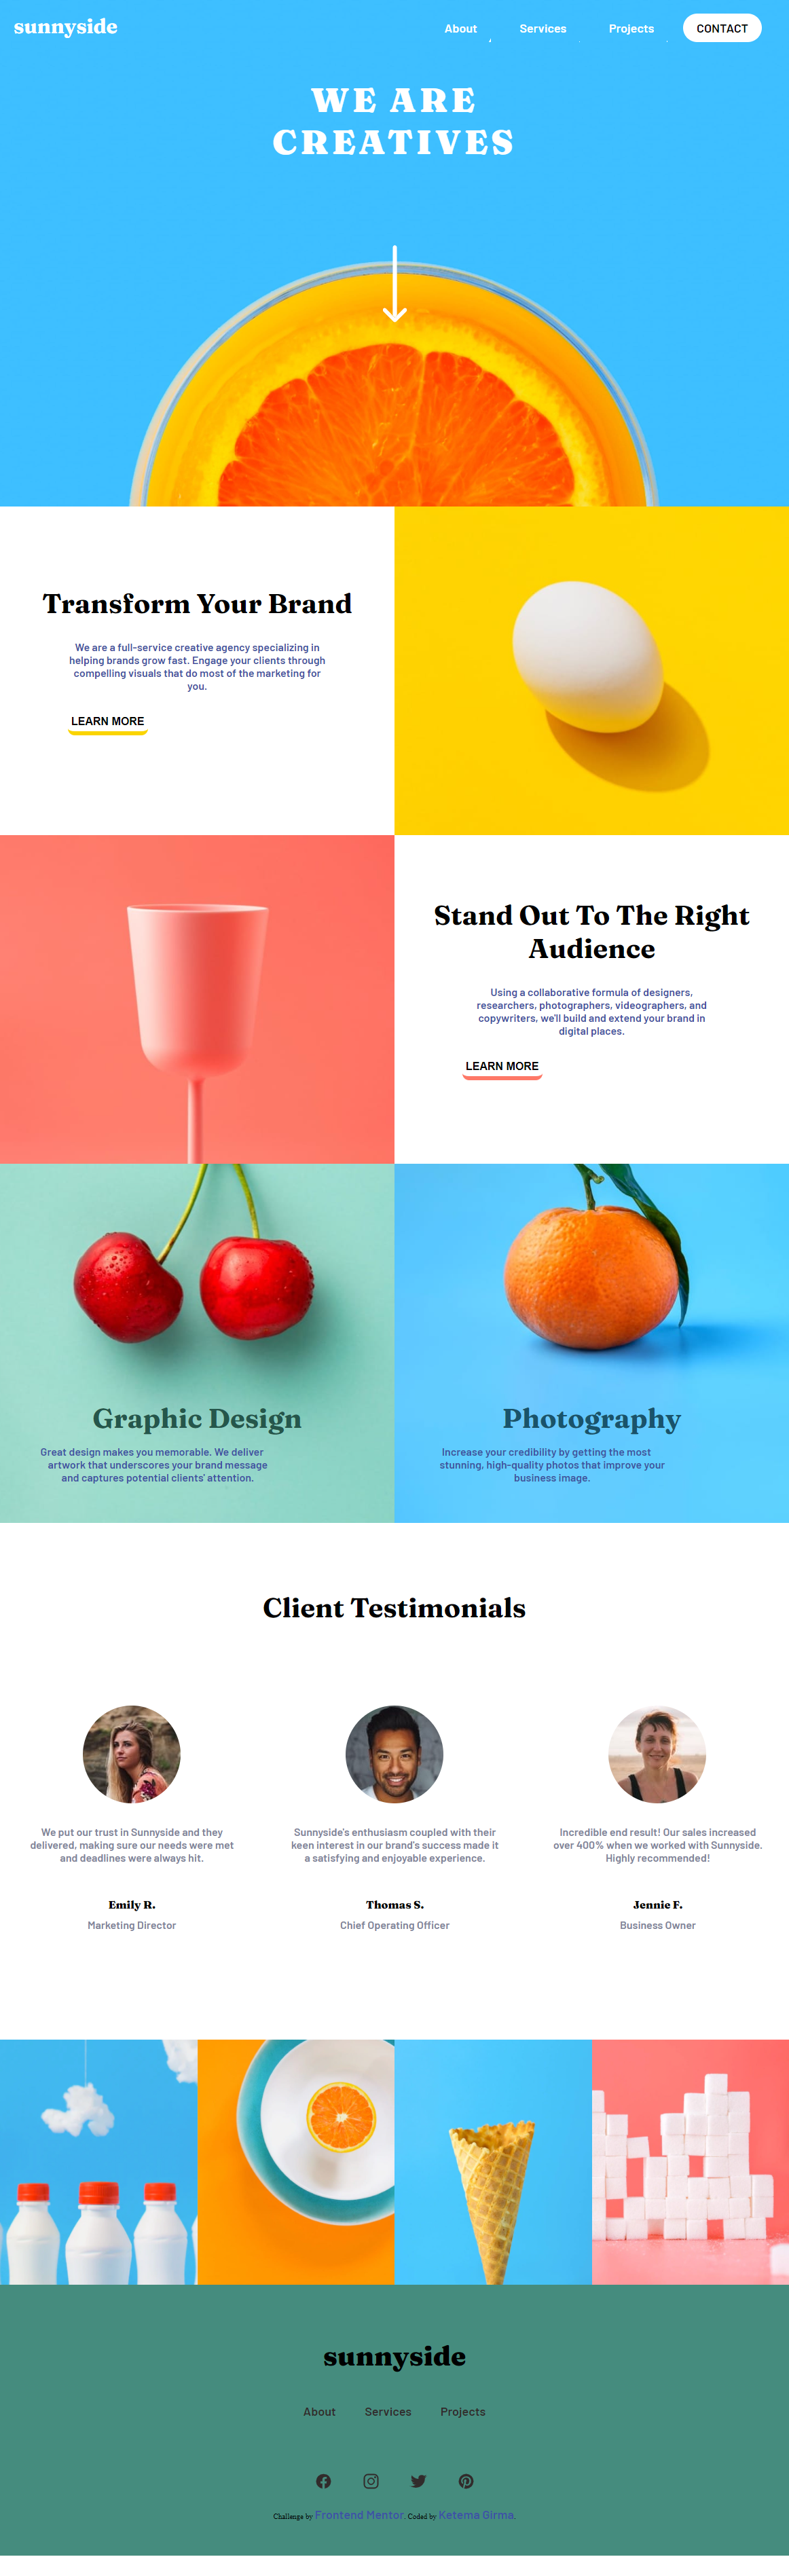 sunnyside
About Services Projects CONTACT
WE ARE
CREATIVES
Transform Your Brand
We are a full-service creative agency specializing in
helping brands grow fast. Engage your clients through
compelling visuals that do most of the marketing for
you.
LEARN MORE
Stand Out To The Right
Audience
Using a collaborative formula of designers,
researchers, photographers, videographers, and
copywriters, we'll build and extend your brand in
digital places.
LEARN MORE
Graphic Design
Great design makes you memorable. We deliver
artwork that underscores your brand message
and captures potential clients' attention.
Photography
Increase your credibility by getting the most
stunning, high-quality photos that improve your
business image.
Client Testimonials
We put our trust in Sunnyside and they
delivered, making sure our needs were met
and deadlines were always hit.
Emily R.
Marketing Director
Sunnyside's enthusiasm coupled with their
keen interest in our brand's success made it
a satisfying and enjoyable experience.
Thomas S.
Chief Operating Officer
Incredible end result! Our sales increased
over 400% when we worked with Sunnyside.
Highly recommended!
Jennie F.
Business Owner
sunnyside
About Services Projects
Challenge by Frontend Mentor. Coded by Ketema Girma.